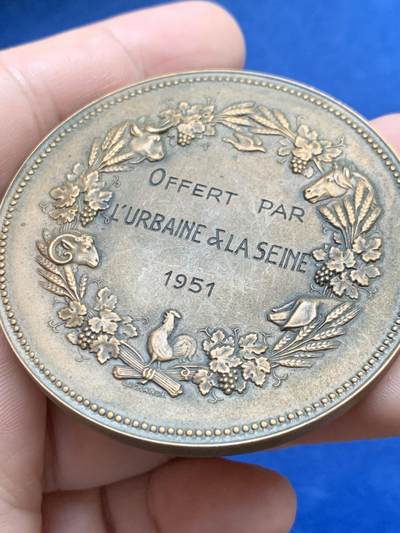 OFFERT PAR
L'URBAINE & LA SEINE
1951